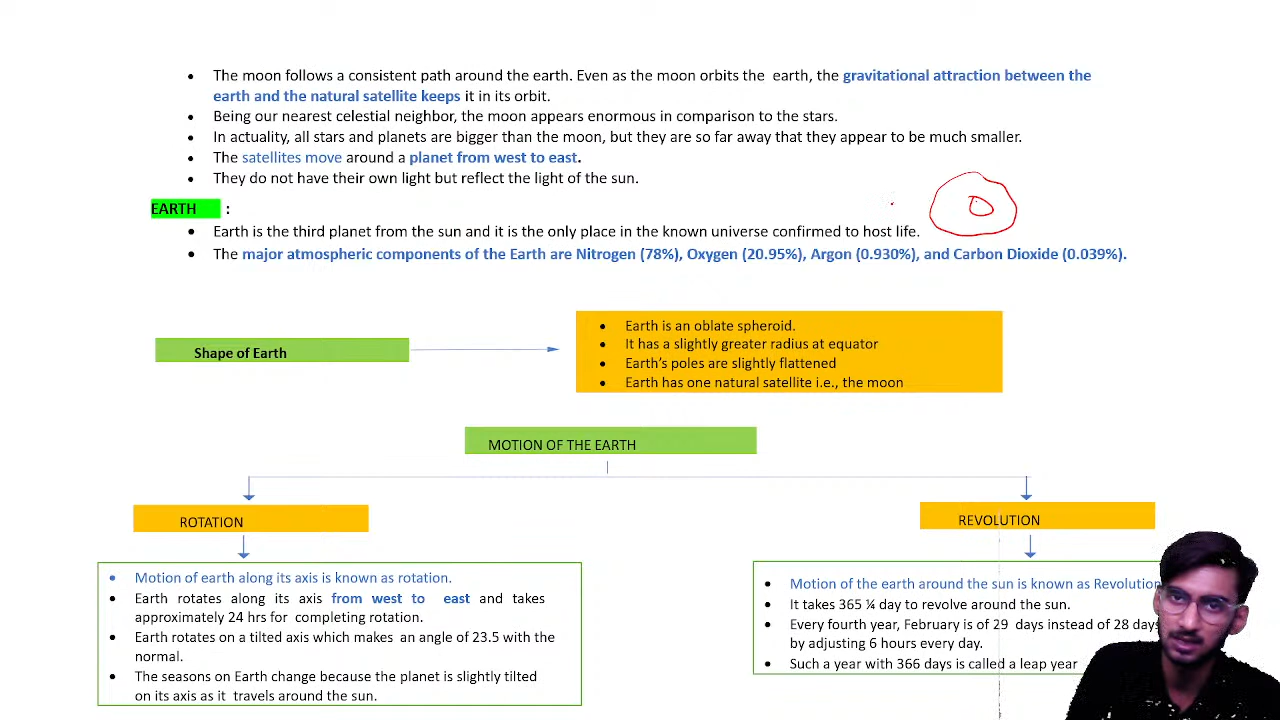 • The moon follows a consistent path around the earth. Even as the moon orbits the earth, the gravitational attraction between the
earth and the natural satellite keeps it in its orbit.
• Being our nearest celestial neighbor, the moon appears enormous in comparison to the stars.
• In actuality, all stars and planets are bigger than the moon, but they are so far away that they appear to be much smaller.
• The satellites move around a planet from west to east.
• They do not have their own light but reflect the light of the sun.
EARTH :
• Earth is the third planet from the sun and it is the only place in the known universe confirmed to host life.
• The major atmospheric components of the Earth are Nitrogen (78%), Oxygen (20.95%), Argon (0.930%), and Carbon Dioxide (0.039%).
Shape of Earth
• Earth is an oblate spheroid.
• It has a slightly greater radius at equator
• Earth's poles are slightly flattened
• Earth has one natural satellite i.e., the moon
MOTION OF THE EARTH
ROTATION
• Motion of earth along its axis is known as rotation.
• Earth rotates along its axis from west to east and takes
approximately 24 hrs for completing rotation.
• Earth rotates on a tilted axis which makes an angle of 23.5 with the
normal.
• The seasons on Earth change because the planet is slightly tilted
on its axis as it travels around the sun.
REVOLUTION
• Motion of the earth around the sun is known as Revolution
• It takes 365 ¼ day to revolve around the sun.
• Every fourth year, February is of 29 days instead of 28 days
by adjusting 6 hours every day.
• Such a year with 366 days is called a leap year